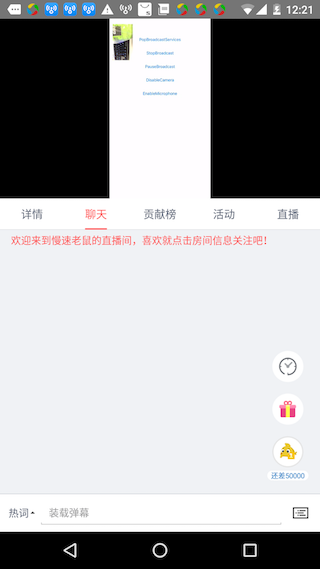 12:21
PopBroadcastServices
StopBroadcast
PauseBroadcast
DisableCamera
EnableMicrophone
详情 聊天 贡献榜 活动 直播
欢迎来到慢速老鼠的直播间，喜欢就点击房间信息关注吧！
还差50000
热词 装载弹幕